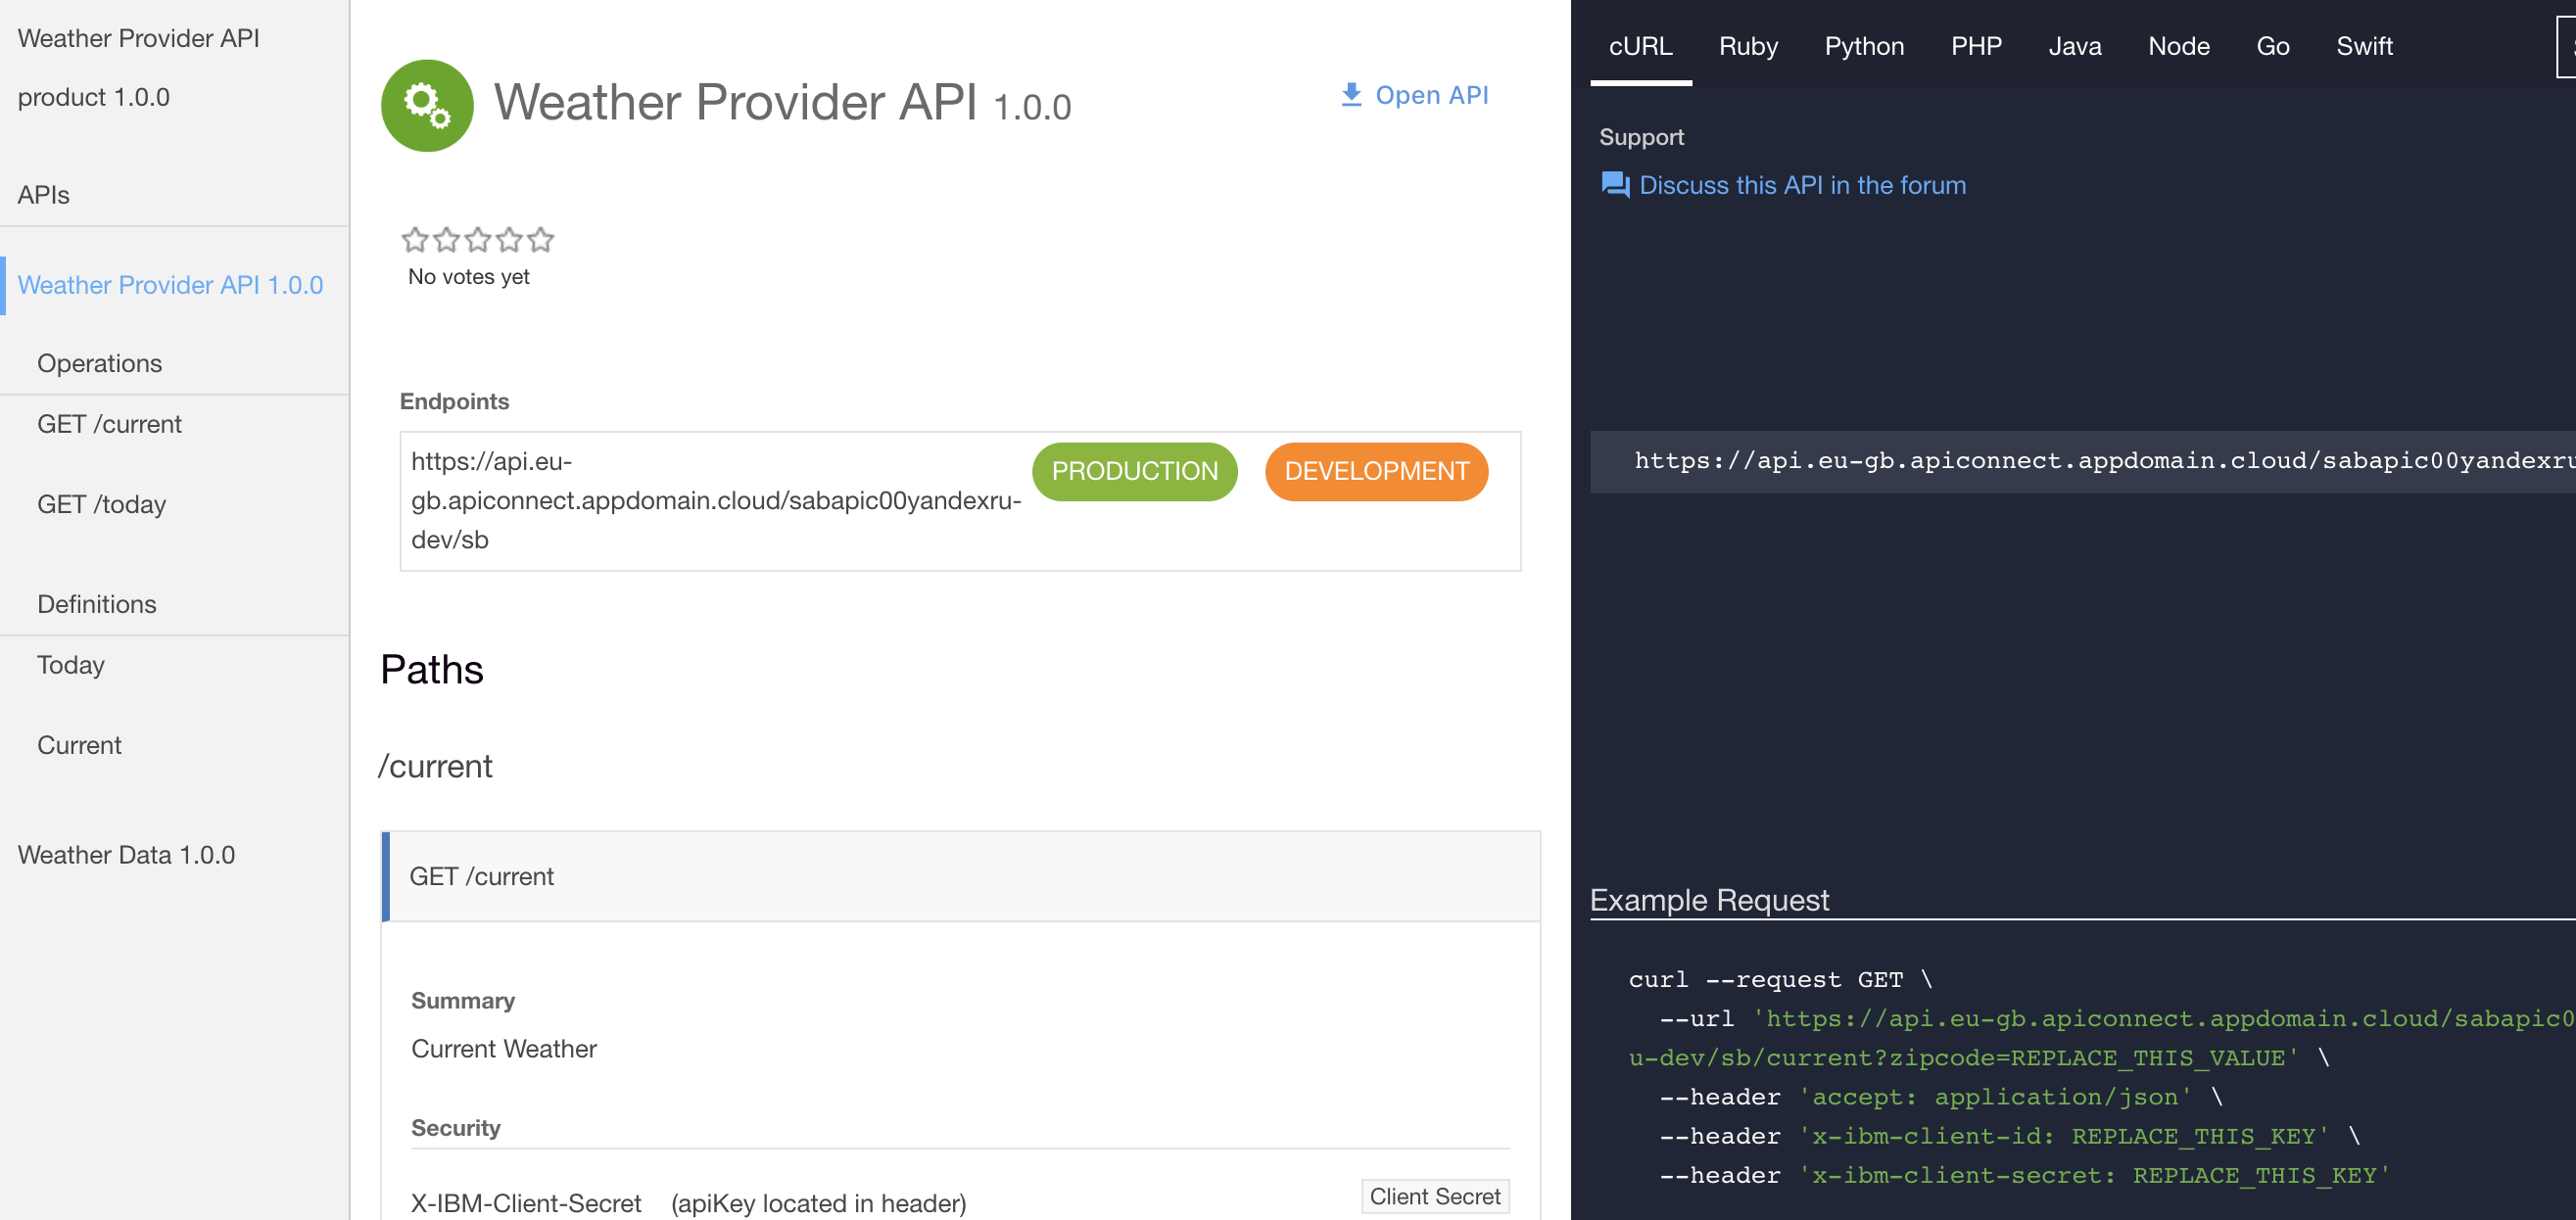 Weather Provider API
product 1.0.0
APIs
Weather Provider API 1.0.0
Operations
GET /current
GET /today
Definitions
Today
Current
Weather Data 1.0.0
Weather Provider API 1.0.0
Open API
No votes yet
Endpoints
https://api.eu-
gb.apiconnect.appdomain.cloud/sabapic00yandexru-
dev/sb
PRODUCTION
DEVELOPMENT
Paths
/current
GET /current
Summary
Current Weather
Security
X-IBM-Client-Secret (apiKey located in header)
Client Secret
cURL Ruby Python PHP Java Node Go Swift
Support
Discuss this API in the forum
https://api.eu-gb.apiconnect.appdomain.cloud/sabapic00yandexru
Example Request
curl --request GET \
--url 'https://api.eu-gb.apiconnect.appdomain.cloud/sabapic0
u-dev/sb/current?zipcode=REPLACE_THIS_VALUE' \
--header 'accept: application/json' \
--header 'x-ibm-client-id: REPLACE_THIS_KEY' \
--header 'x-ibm-client-secret: REPLACE_THIS_KEY'